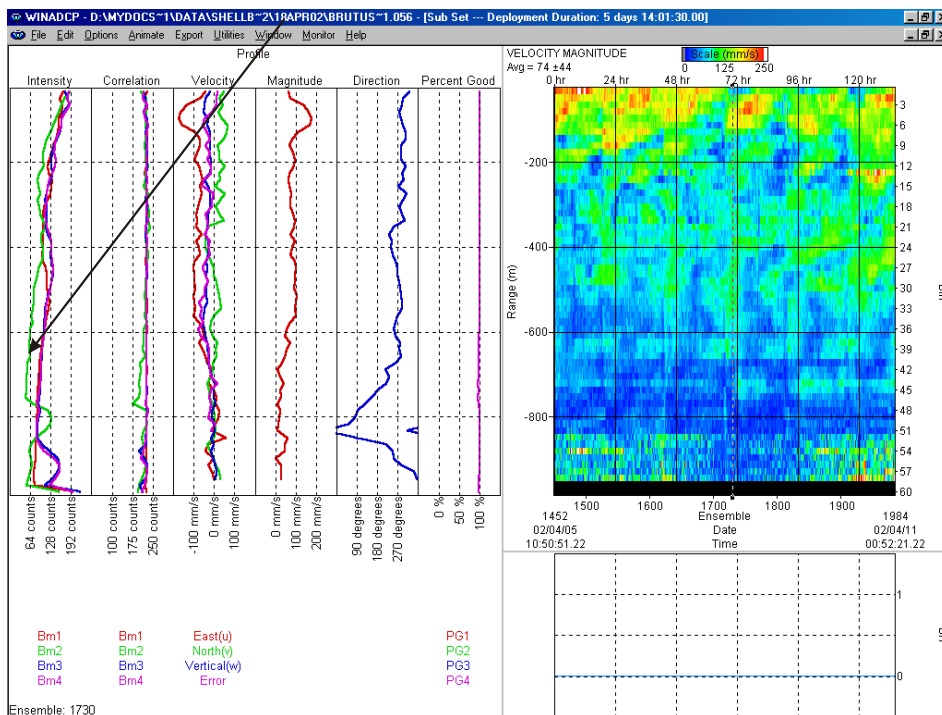 WINADCP - D:\MYDOCS~1\DATA\SHELLB~2\18APR02\BRUTUS~1.056 - [Sub Set --- Deployment Duration: 5 days 14:01:30.00]
File Edit Options Animate Export Utilities Window Monitor Help
Profile
Intensity Correlation Velocity Magnitude Direction Percent Good
64 counts 128 counts 192 counts 100 counts 175 counts 250 counts -100 mm/s 0 mm/s 100 mm/s 0 mm/s 100 mm/s 200 mm/s 90 degrees 180 degrees 270 degrees 0 % 50 % 100 %
Bm1 Bm1 East(u) PG1
Bm2 Bm2 North(v) PG2
Bm3 Bm3 Vertical(w) PG3
Bm4 Bm4 Error PG4
Ensemble: 1730
VELOCITY MAGNITUDE
Avg = 74 ±44
Scale (mm/s)
0 125 250
0 hr 24 hr 48 hr 72 hr 96 hr 120 hr
Range (m)
-200
-400
-600
-800
3
6
9
12
15
18
21
24
27
30
33
36
39
42
45
48
51
54
57
60
1500 1600 1700 1800 1900
1452 Ensemble 1984
02/04/05 Date 02/04/11
10:50:51.22 Time 00:52:21.22
1
0